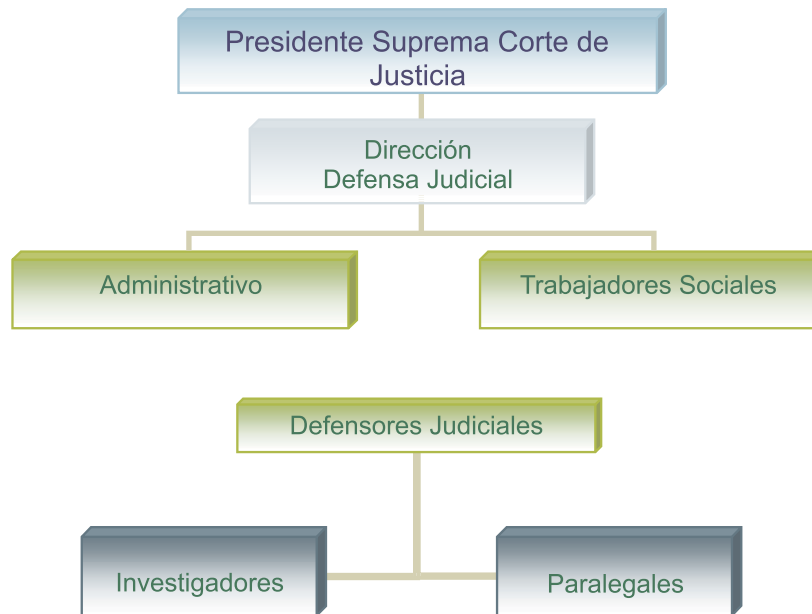 Presidente Suprema Corte de
Justicia
Dirección
Defensa Judicial
Administrativo
Trabajadores Sociales
Defensores Judiciales
Investigadores
Paralegales